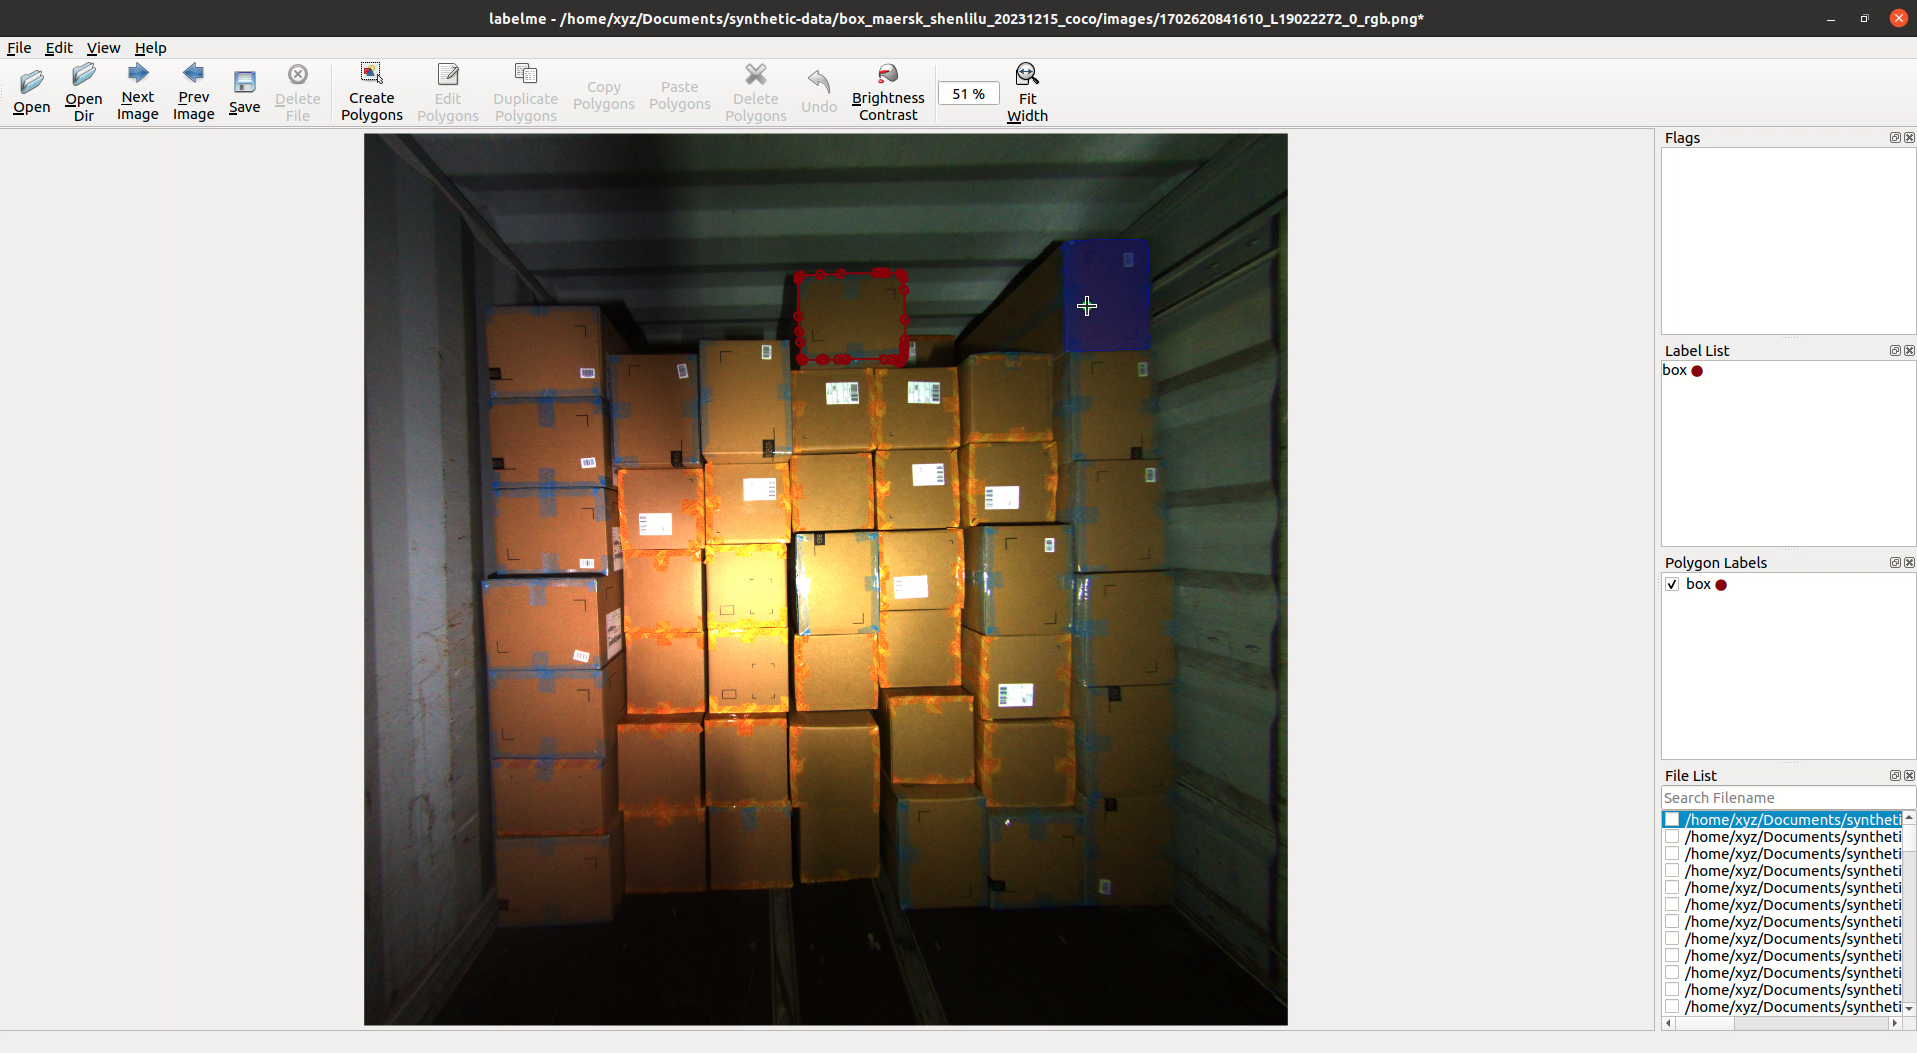 labelme - /home/xyz/Documents/synthetic-data/box_maersk_shenlilu_20231215_coco/images/1702620841610_L19022272_0_rgb.png*
File Edit View Help
Open
Open Dir
Next Image
Prev Image
Save
Delete File
Create Polygons
Edit Polygons
Duplicate Polygons
Copy Polygons
Paste Polygons
Delete Polygons
Undo
Brightness Contrast
51 %
Fit Width
Flags
Label List
box
Polygon Labels
box
File List
Search Filename
/home/xyz/Documents/syntheti
/home/xyz/Documents/syntheti
/home/xyz/Documents/syntheti
/home/xyz/Documents/syntheti
/home/xyz/Documents/syntheti
/home/xyz/Documents/syntheti
/home/xyz/Documents/syntheti
/home/xyz/Documents/syntheti
/home/xyz/Documents/syntheti
/home/xyz/Documents/syntheti
/home/xyz/Documents/syntheti
/home/xyz/Documents/syntheti